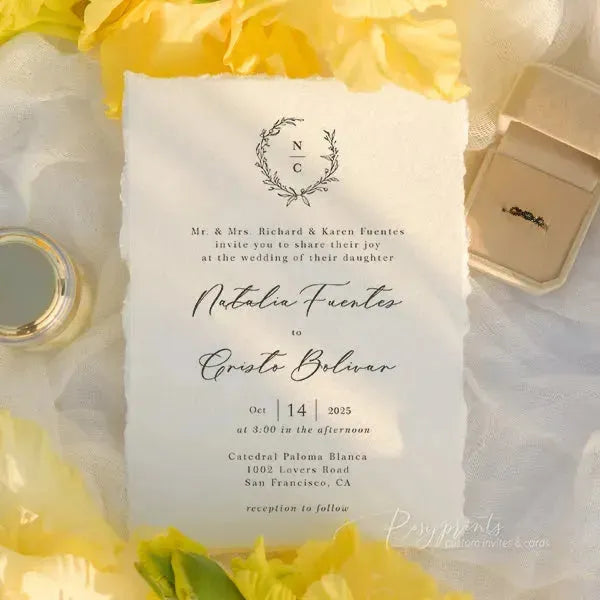 N
C
Mr. & Mrs. Richard & Karen Fuentes
invite you to share their joy
at the wedding of their daughter
Natalia Fuentes
to
Cristo Bolivar
Oct | 14 | 2025
at 3:00 in the afternoon
Catedral Paloma Blanca
1002 Lovers Road
San Francisco, CA
reception to follow
Rosyprints
custom invites & cards